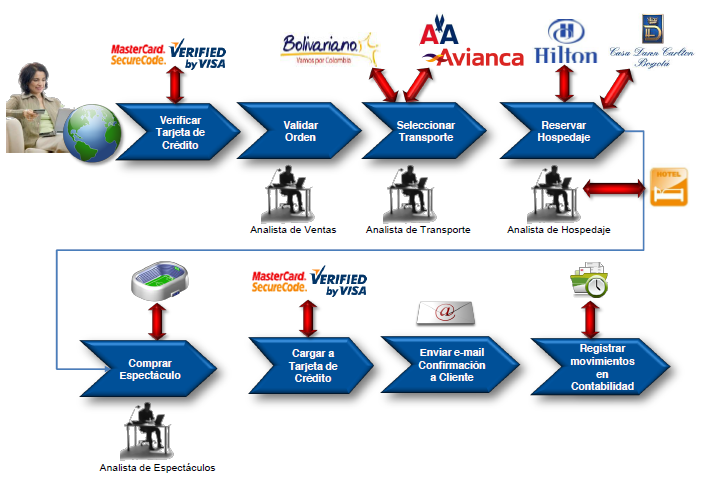 MasterCard.
SecureCode.
VERIFIED
by VISA
Bolivariano
Vamos por Colombia
AA
Avianca
Hilton
Casa Dann Carlton
Bogotá
Verificar
Tarjeta de
Crédito
Validar
Orden
Seleccionar
Transporte
Reservar
Hospedaje
HOTEL
Analista de Ventas
Analista de Transporte
Analista de Hospedaje
MasterCard.
SecureCode.
VERIFIED
by VISA
@
Comprar
Espectáculo
Cargar a
Tarjeta de
Crédito
Enviar e-mail
Confirmación
a Cliente
Registrar
movimientos
en
Contabilidad
Analista de Espectáculos